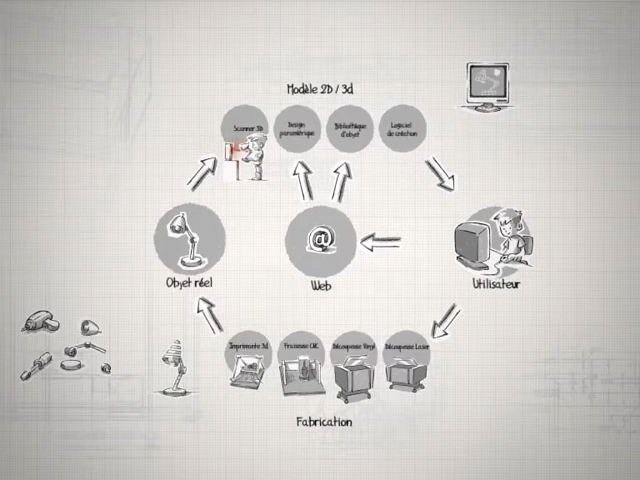 Modèle 2D / 3d
Scanner 3D
Design
paramétrique
Bibliothèque
d'objet
Logiciel
de création
@
Objet réel
Web
Utilisateur
Imprimante 3d
Fraiseuse CNC
Découpeuse Vinyl
Découpeuse Laser
Fabrication